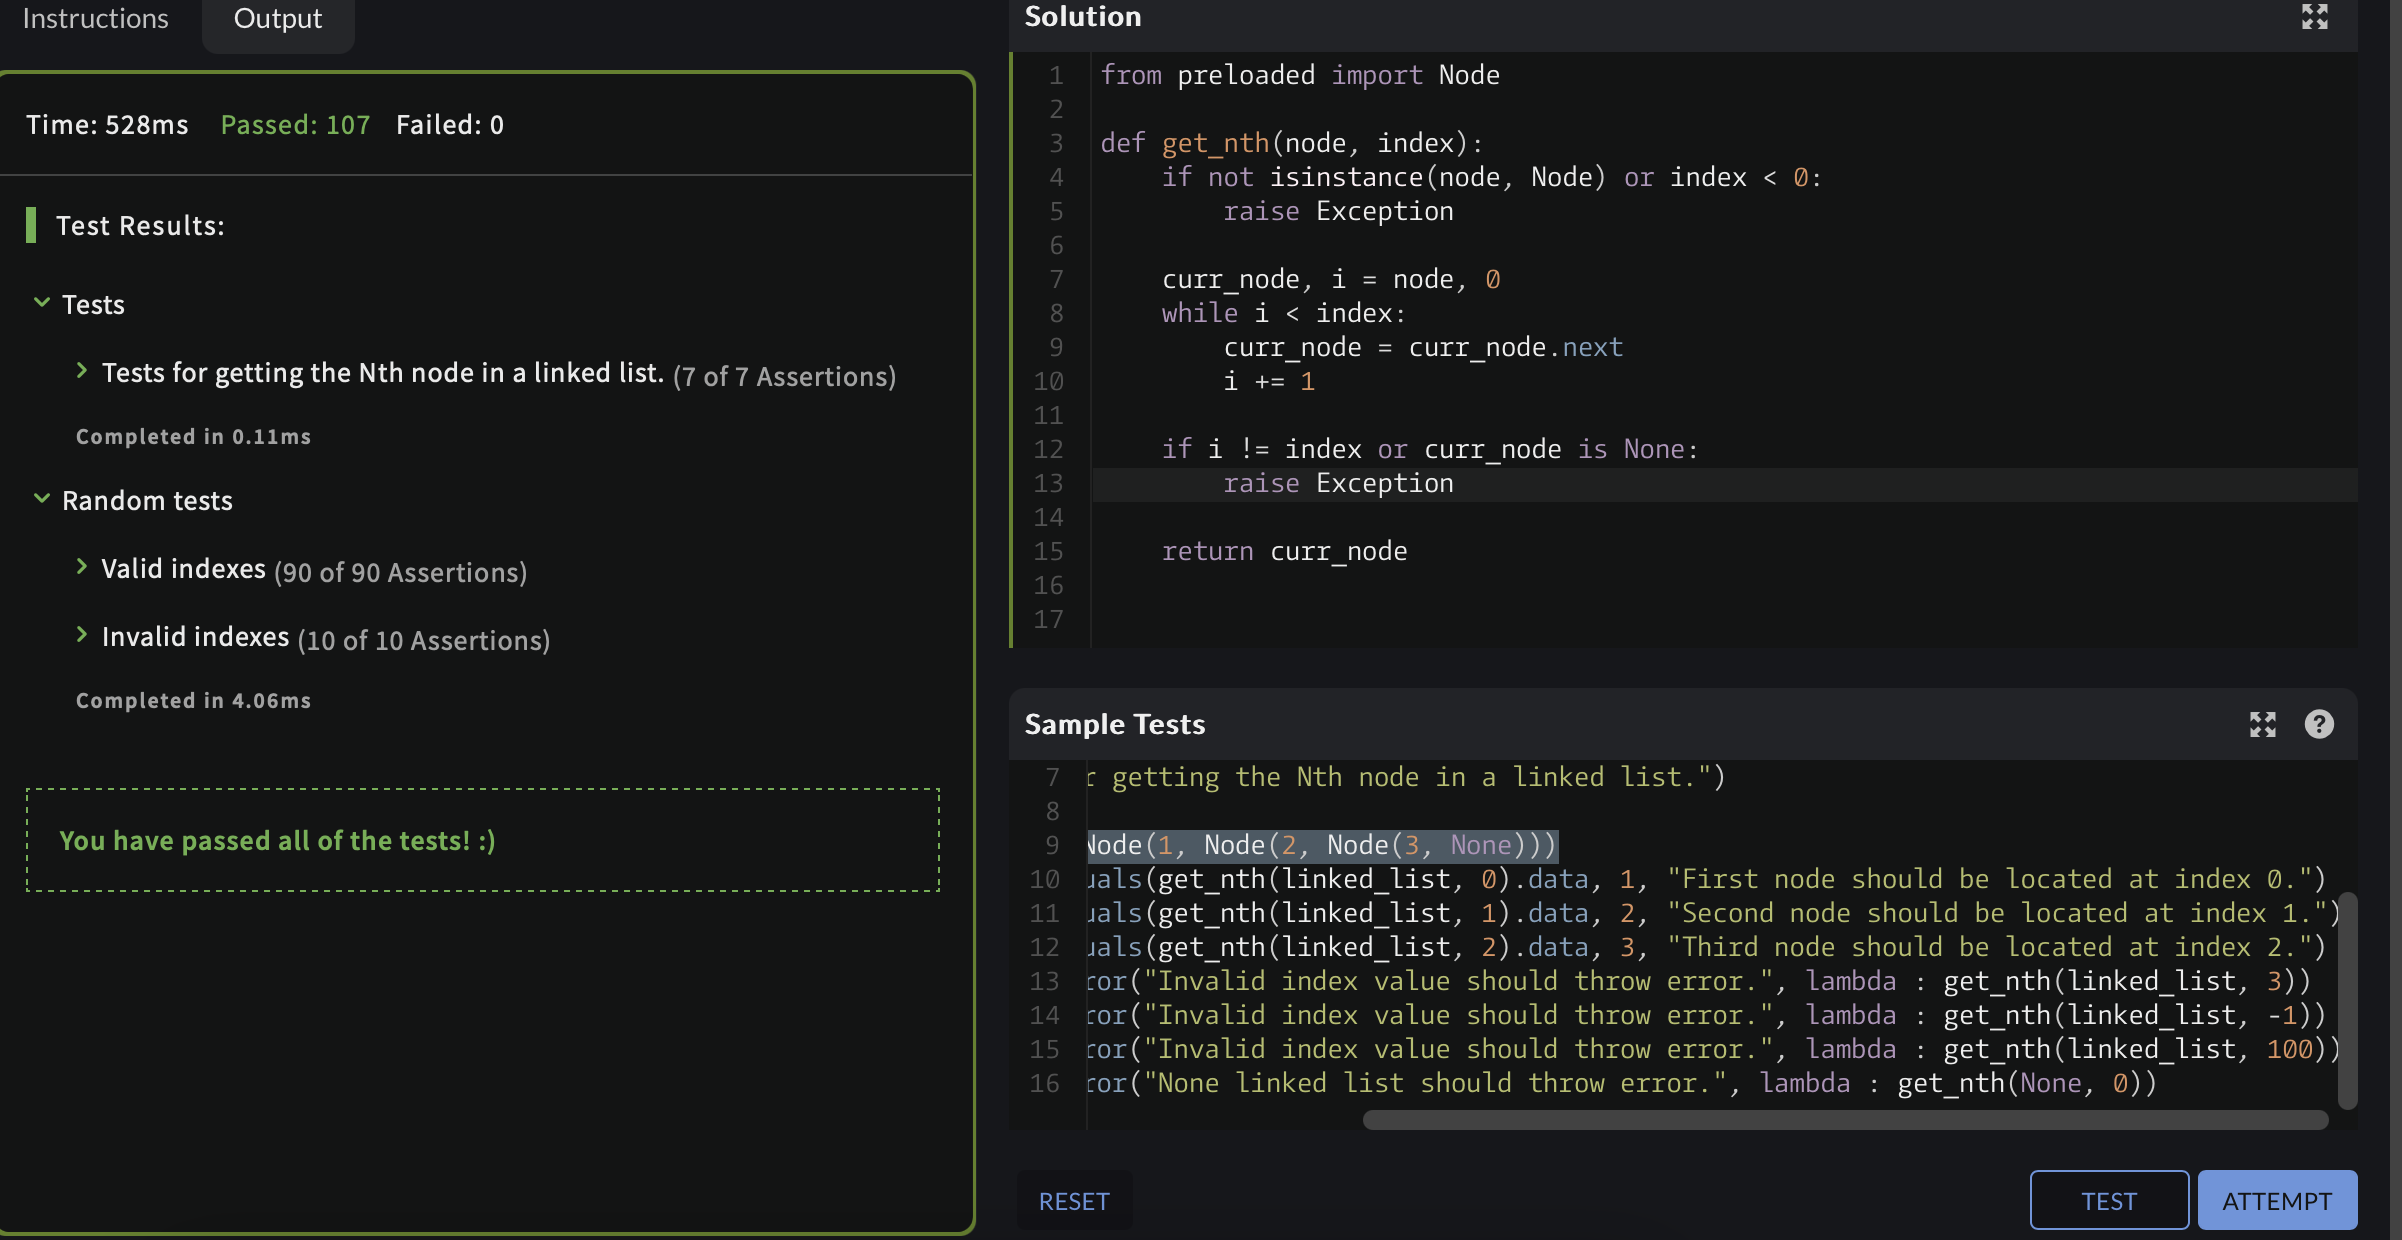 Instructions
Output
Time: 528ms Passed: 107 Failed: 0
Test Results:
Tests
Tests for getting the Nth node in a linked list. (7 of 7 Assertions)
Completed in 0.11ms
Random tests
Valid indexes (90 of 90 Assertions)
Invalid indexes (10 of 10 Assertions)
Completed in 4.06ms
You have passed all of the tests! :)
Solution
1 from preloaded import Node
2
3 def get_nth(node, index):
4     if not isinstance(node, Node) or index < 0:
5         raise Exception
6
7     curr_node, i = node, 0
8     while i < index:
9         curr_node = curr_node.next
10         i += 1
11
12     if i != index or curr_node is None:
13         raise Exception
14
15     return curr_node
16
17
Sample Tests
?
7 r getting the Nth node in a linked list.")
8
9 Node(1, Node(2, Node(3, None)))
10 uals(get_nth(linked_list, 0).data, 1, "First node should be located at index 0.")
11 uals(get_nth(linked_list, 1).data, 2, "Second node should be located at index 1.")
12 uals(get_nth(linked_list, 2).data, 3, "Third node should be located at index 2.")
13 ror("Invalid index value should throw error.", lambda : get_nth(linked_list, 3))
14 ror("Invalid index value should throw error.", lambda : get_nth(linked_list, -1))
15 ror("Invalid index value should throw error.", lambda : get_nth(linked_list, 100))
16 ror("None linked list should throw error.", lambda : get_nth(None, 0))
RESET
TEST
ATTEMPT